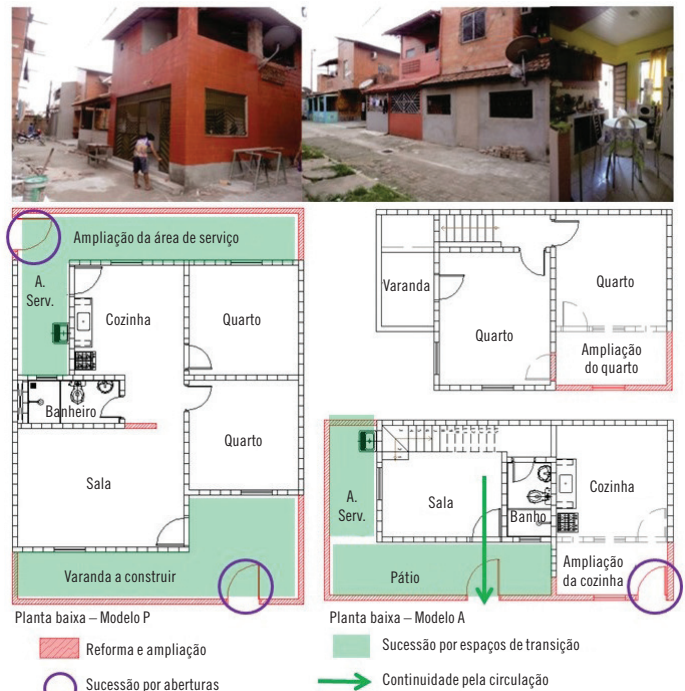 Ampliação da área de serviço
A.
Serv.
Cozinha
Quarto
Banheiro
Quarto
Sala
Varanda a construir
Planta baixa – Modelo P
Varanda
Quarto
Quarto
Ampliação
do quarto
A.
Serv.
Sala
Banho
Cozinha
Pátio
Ampliação
da cozinha
Planta baixa – Modelo A
Reforma e ampliação
Sucessão por espaços de transição
Sucessão por aberturas
Continuidade pela circulação